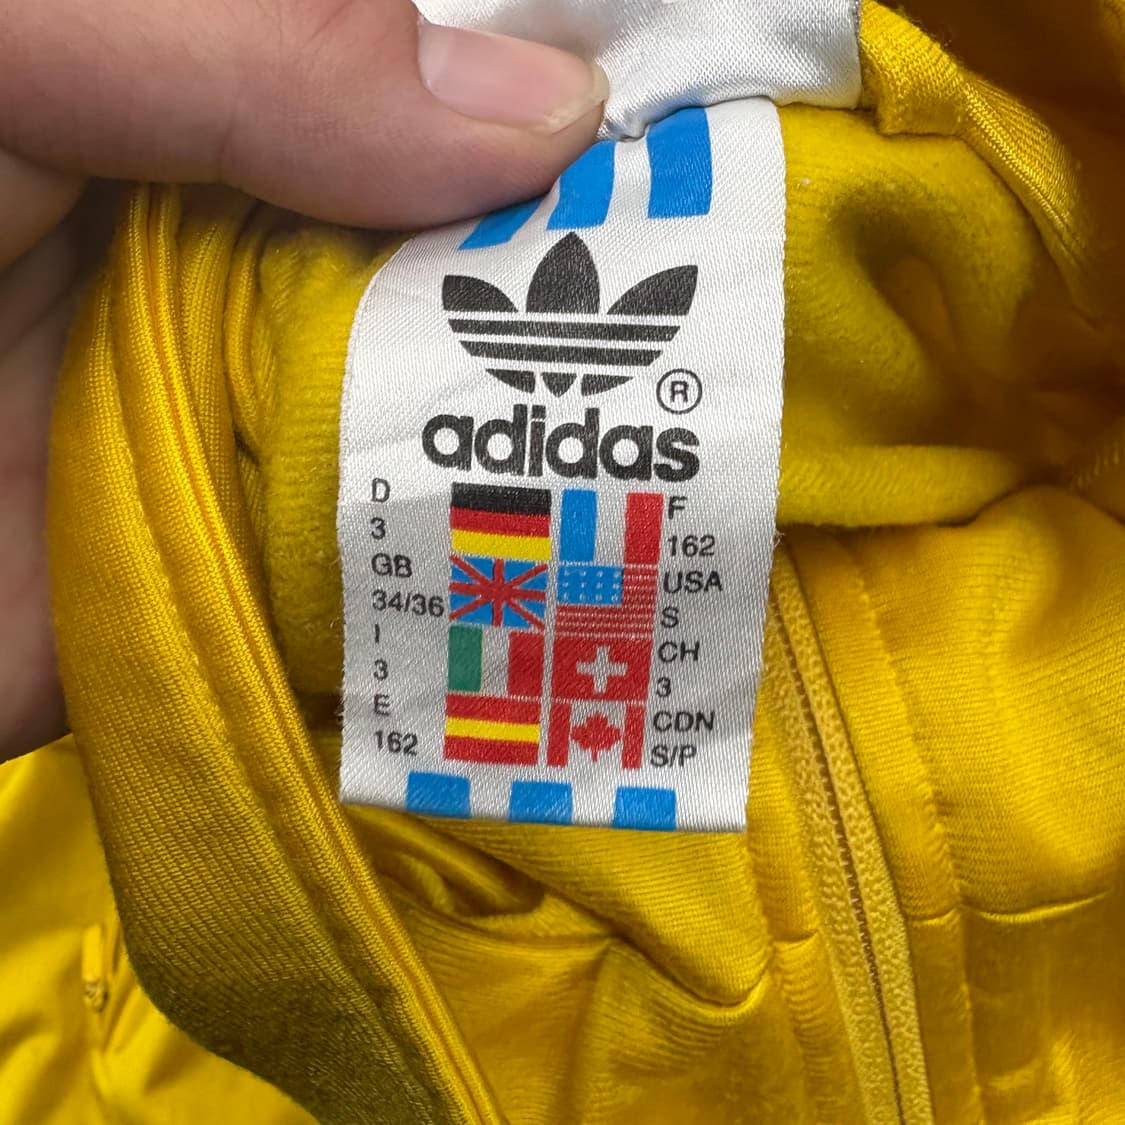 ®
adidas
D
3
GB
34/36
I
3
E
162
F
162
USA
S
CH
3
CDN
S/P